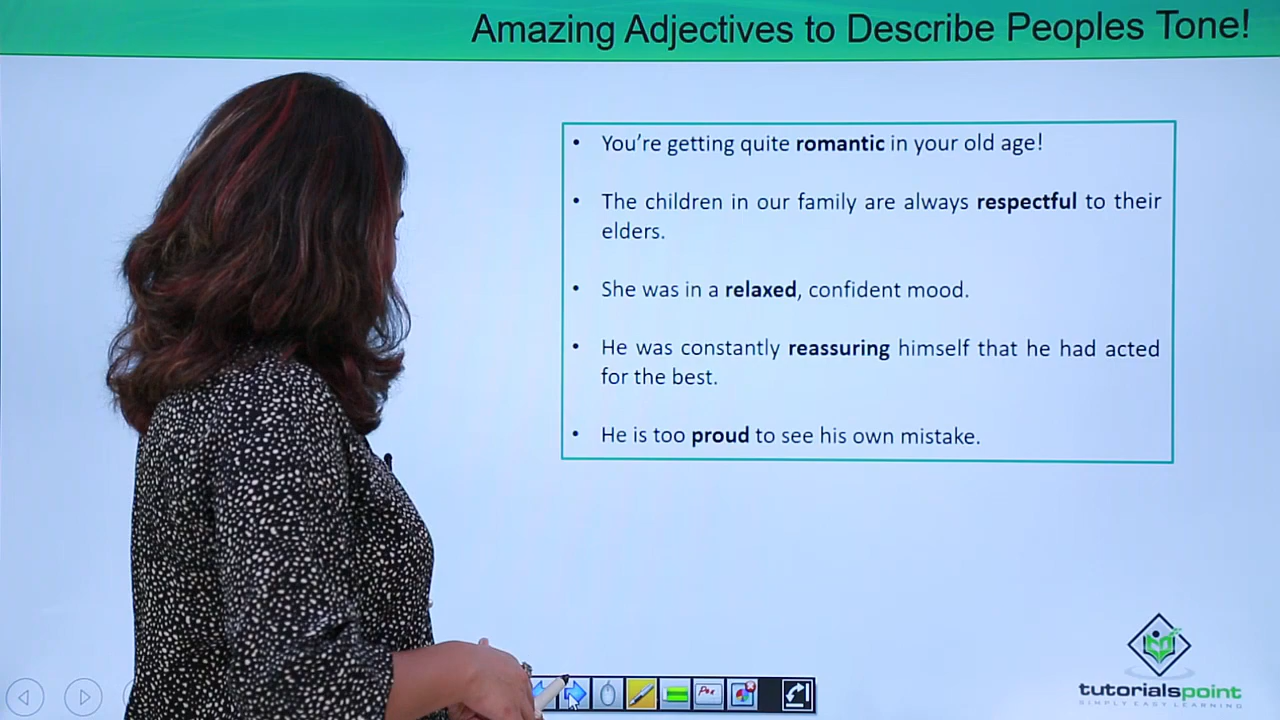 Amazing Adjectives to Describe Peoples Tone!
• You're getting quite romantic in your old age!
• The children in our family are always respectful to their
elders.
• She was in a relaxed, confident mood.
• He was constantly reassuring himself that he had acted
for the best.
• He is too proud to see his own mistake.
tutorialspoint
SIMPLY EASY LEARNING